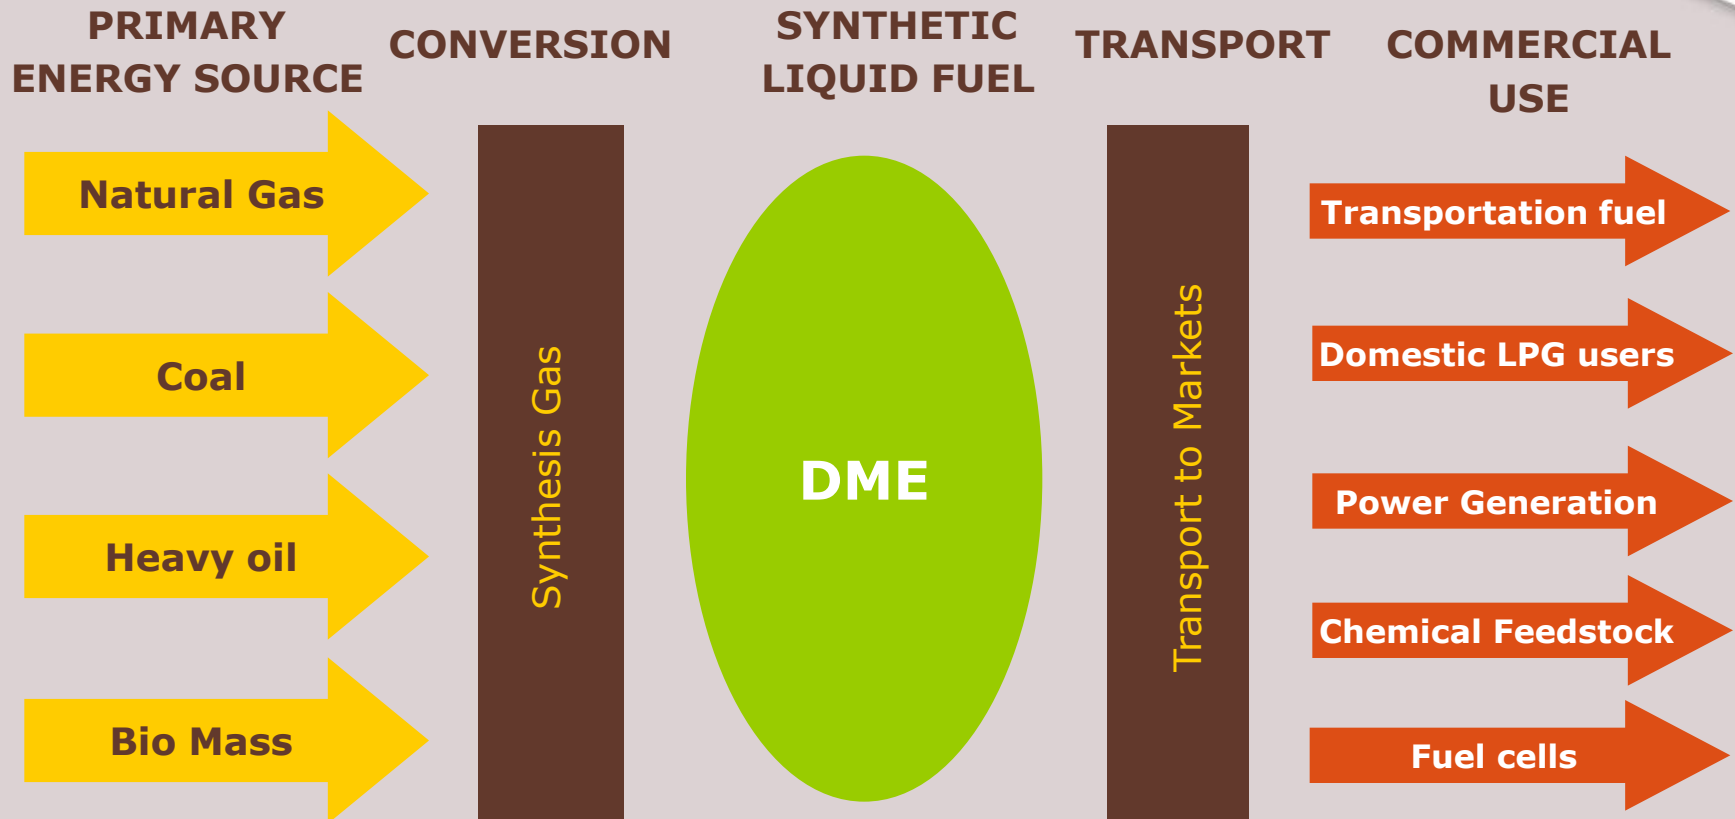 PRIMARY
ENERGY SOURCE
CONVERSION
SYNTHETIC
LIQUID FUEL
TRANSPORT
COMMERCIAL
USE
Natural Gas
Coal
Heavy oil
Bio Mass
Synthesis Gas
DME
Transport to Markets
Transportation fuel
Domestic LPG users
Power Generation
Chemical Feedstock
Fuel cells